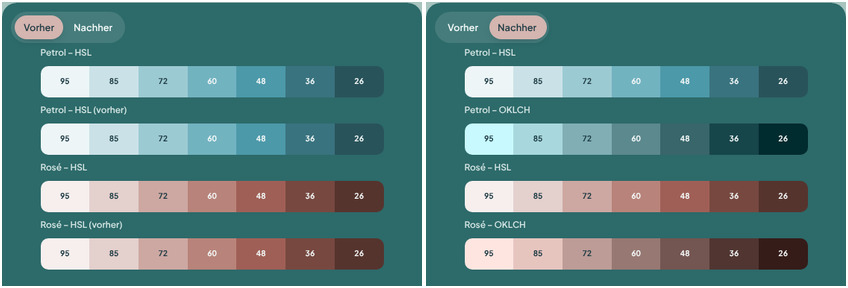 Vorher Nachher
Petrol – HSL
95 85 72 60 48 36 26
Petrol – HSL (vorher)
95 85 72 60 48 36 26
Rosé – HSL
95 85 72 60 48 36 26
Rosé – HSL (vorher)
95 85 72 60 48 36 26
Vorher Nachher
Petrol – HSL
95 85 72 60 48 36 26
Petrol – OKLCH
95 85 72 60 48 36 26
Rosé – HSL
95 85 72 60 48 36 26
Rosé – OKLCH
95 85 72 60 48 36 26